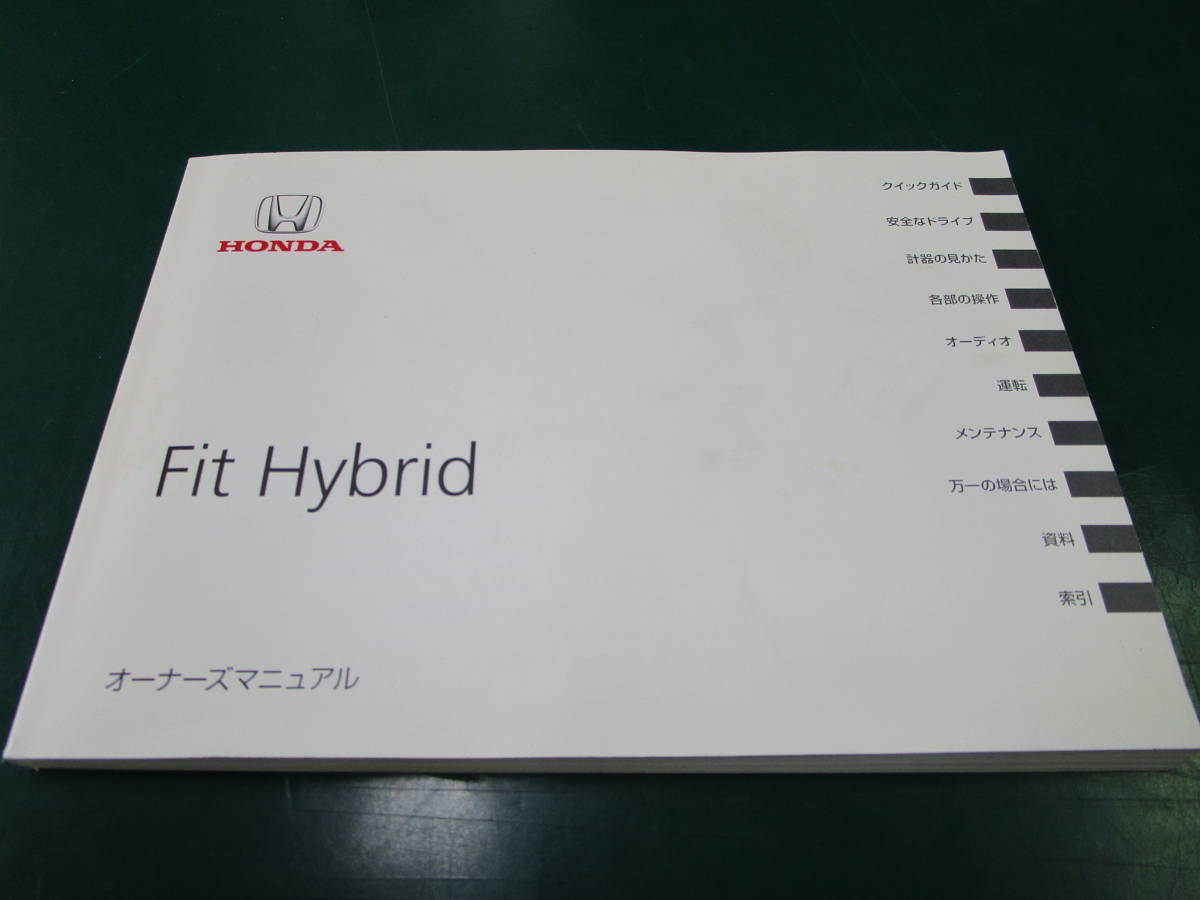 HONDA
クイックガイド
安全なドライブ
計器の見かた
各部の操作
オーディオ
運転
メンテナンス
万一の場合には
資料
索引
Fit Hybrid
オーナーズマニュアル